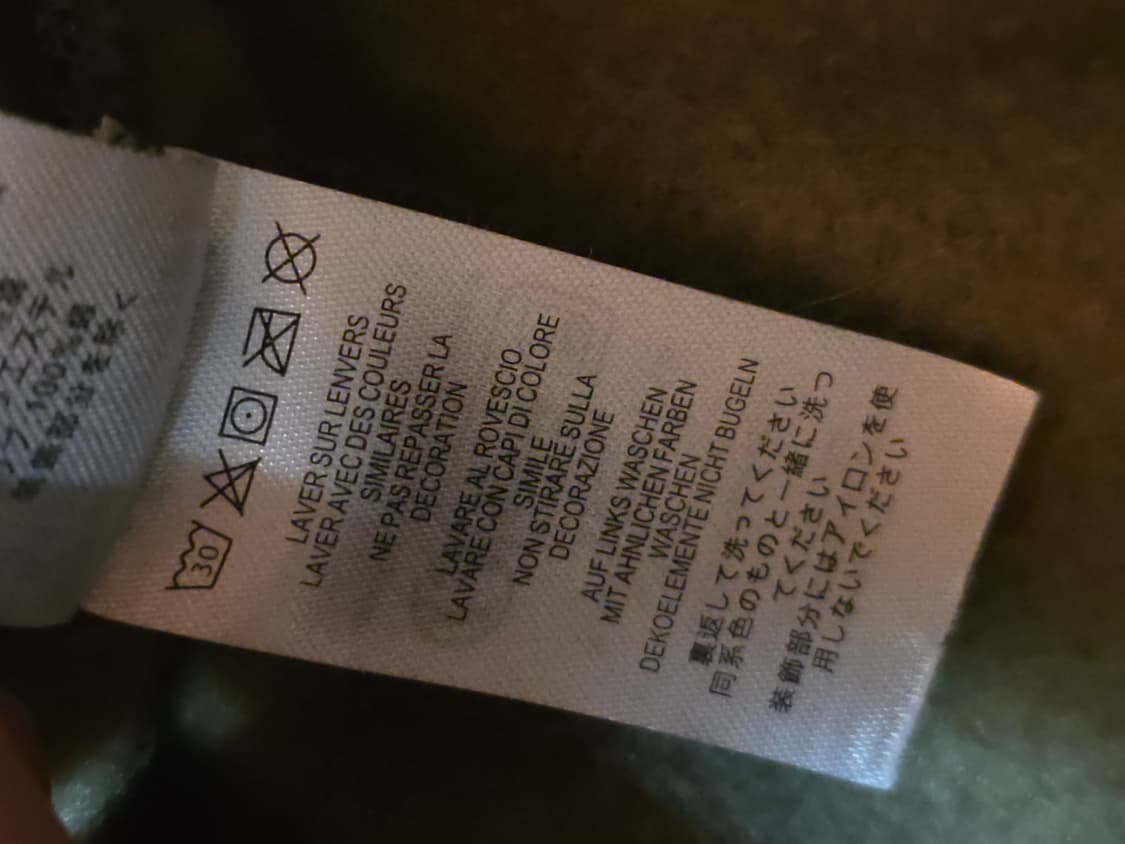 30
LAVER SUR LENVERS
LAVER AVEC DES COULEURS
SIMILAIRES
NE PAS REPASSER LA
DECORATION
LAVARE AL ROVESCIO
LAVARE CON CAPI DI COLORE
SIMILE
NON STIRARE SULLA
DECORAZIONE
AUF LINKS WASCHEN
MIT AHNLICHEN FARBEN
WASCHEN
DEKOELEMENTE NICHT BUGELN
裏返して洗ってください
同系色のものと一緒に洗っ
てください
装飾部分にはアイロンを使
用しないでください
100%